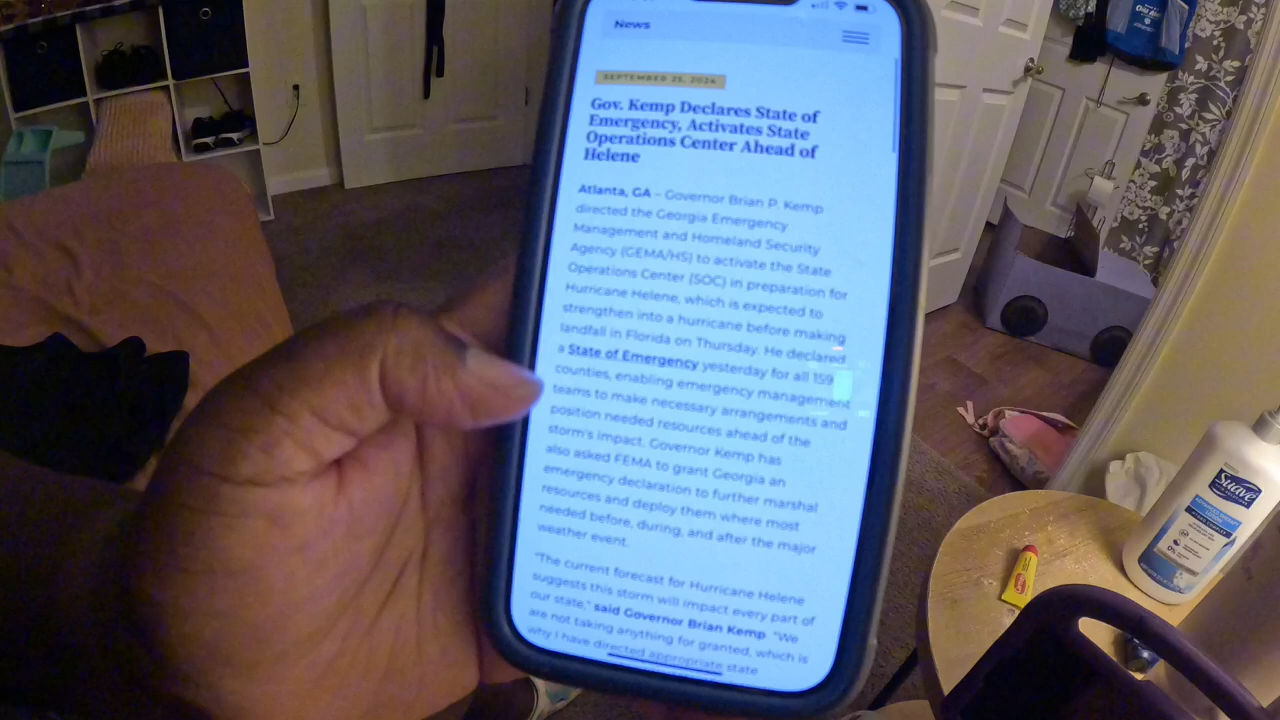 News
SEPTEMBER 25, 2024
Gov. Kemp Declares State of
Emergency, Activates State
Operations Center Ahead of
Helene
Atlanta, GA – Governor Brian P. Kemp
directed the Georgia Emergency
Management and Homeland Security
Agency (GEMA/HS) to activate the State
Operations Center (SOC) in preparation for
Hurricane Helene, which is expected to
strengthen into a hurricane before making
landfall in Florida on Thursday. He declared
a State of Emergency yesterday for all 159
counties, enabling emergency management
teams to make necessary arrangements and
position needed resources ahead of the
storm's impact. Governor Kemp has
also asked FEMA to grant Georgia an
emergency declaration to further marshal
resources and deploy them where most
needed before, during, and after the major
weather event.
"The current forecast for Hurricane Helene
suggests this storm will impact every part of
our state," said Governor Brian Kemp. "We
are not taking anything for granted, which is
why I have directed appropriate state
Suave